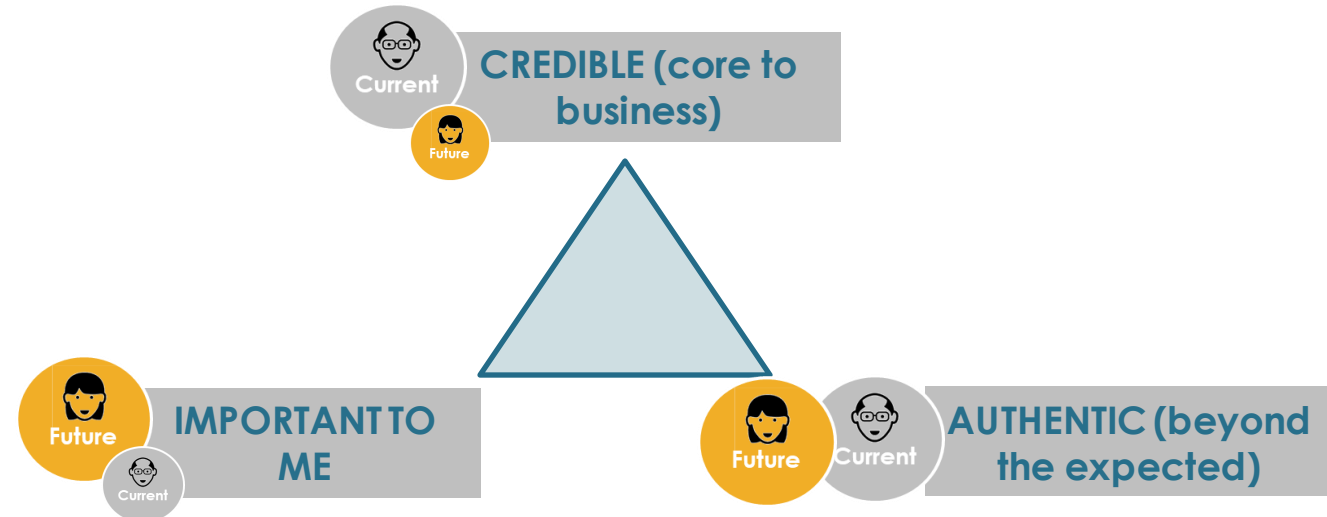 Current
CREDIBLE (core to
business)
Future
Future
IMPORTANT TO
ME
Current
Future
Current
AUTHENTIC (beyond
the expected)